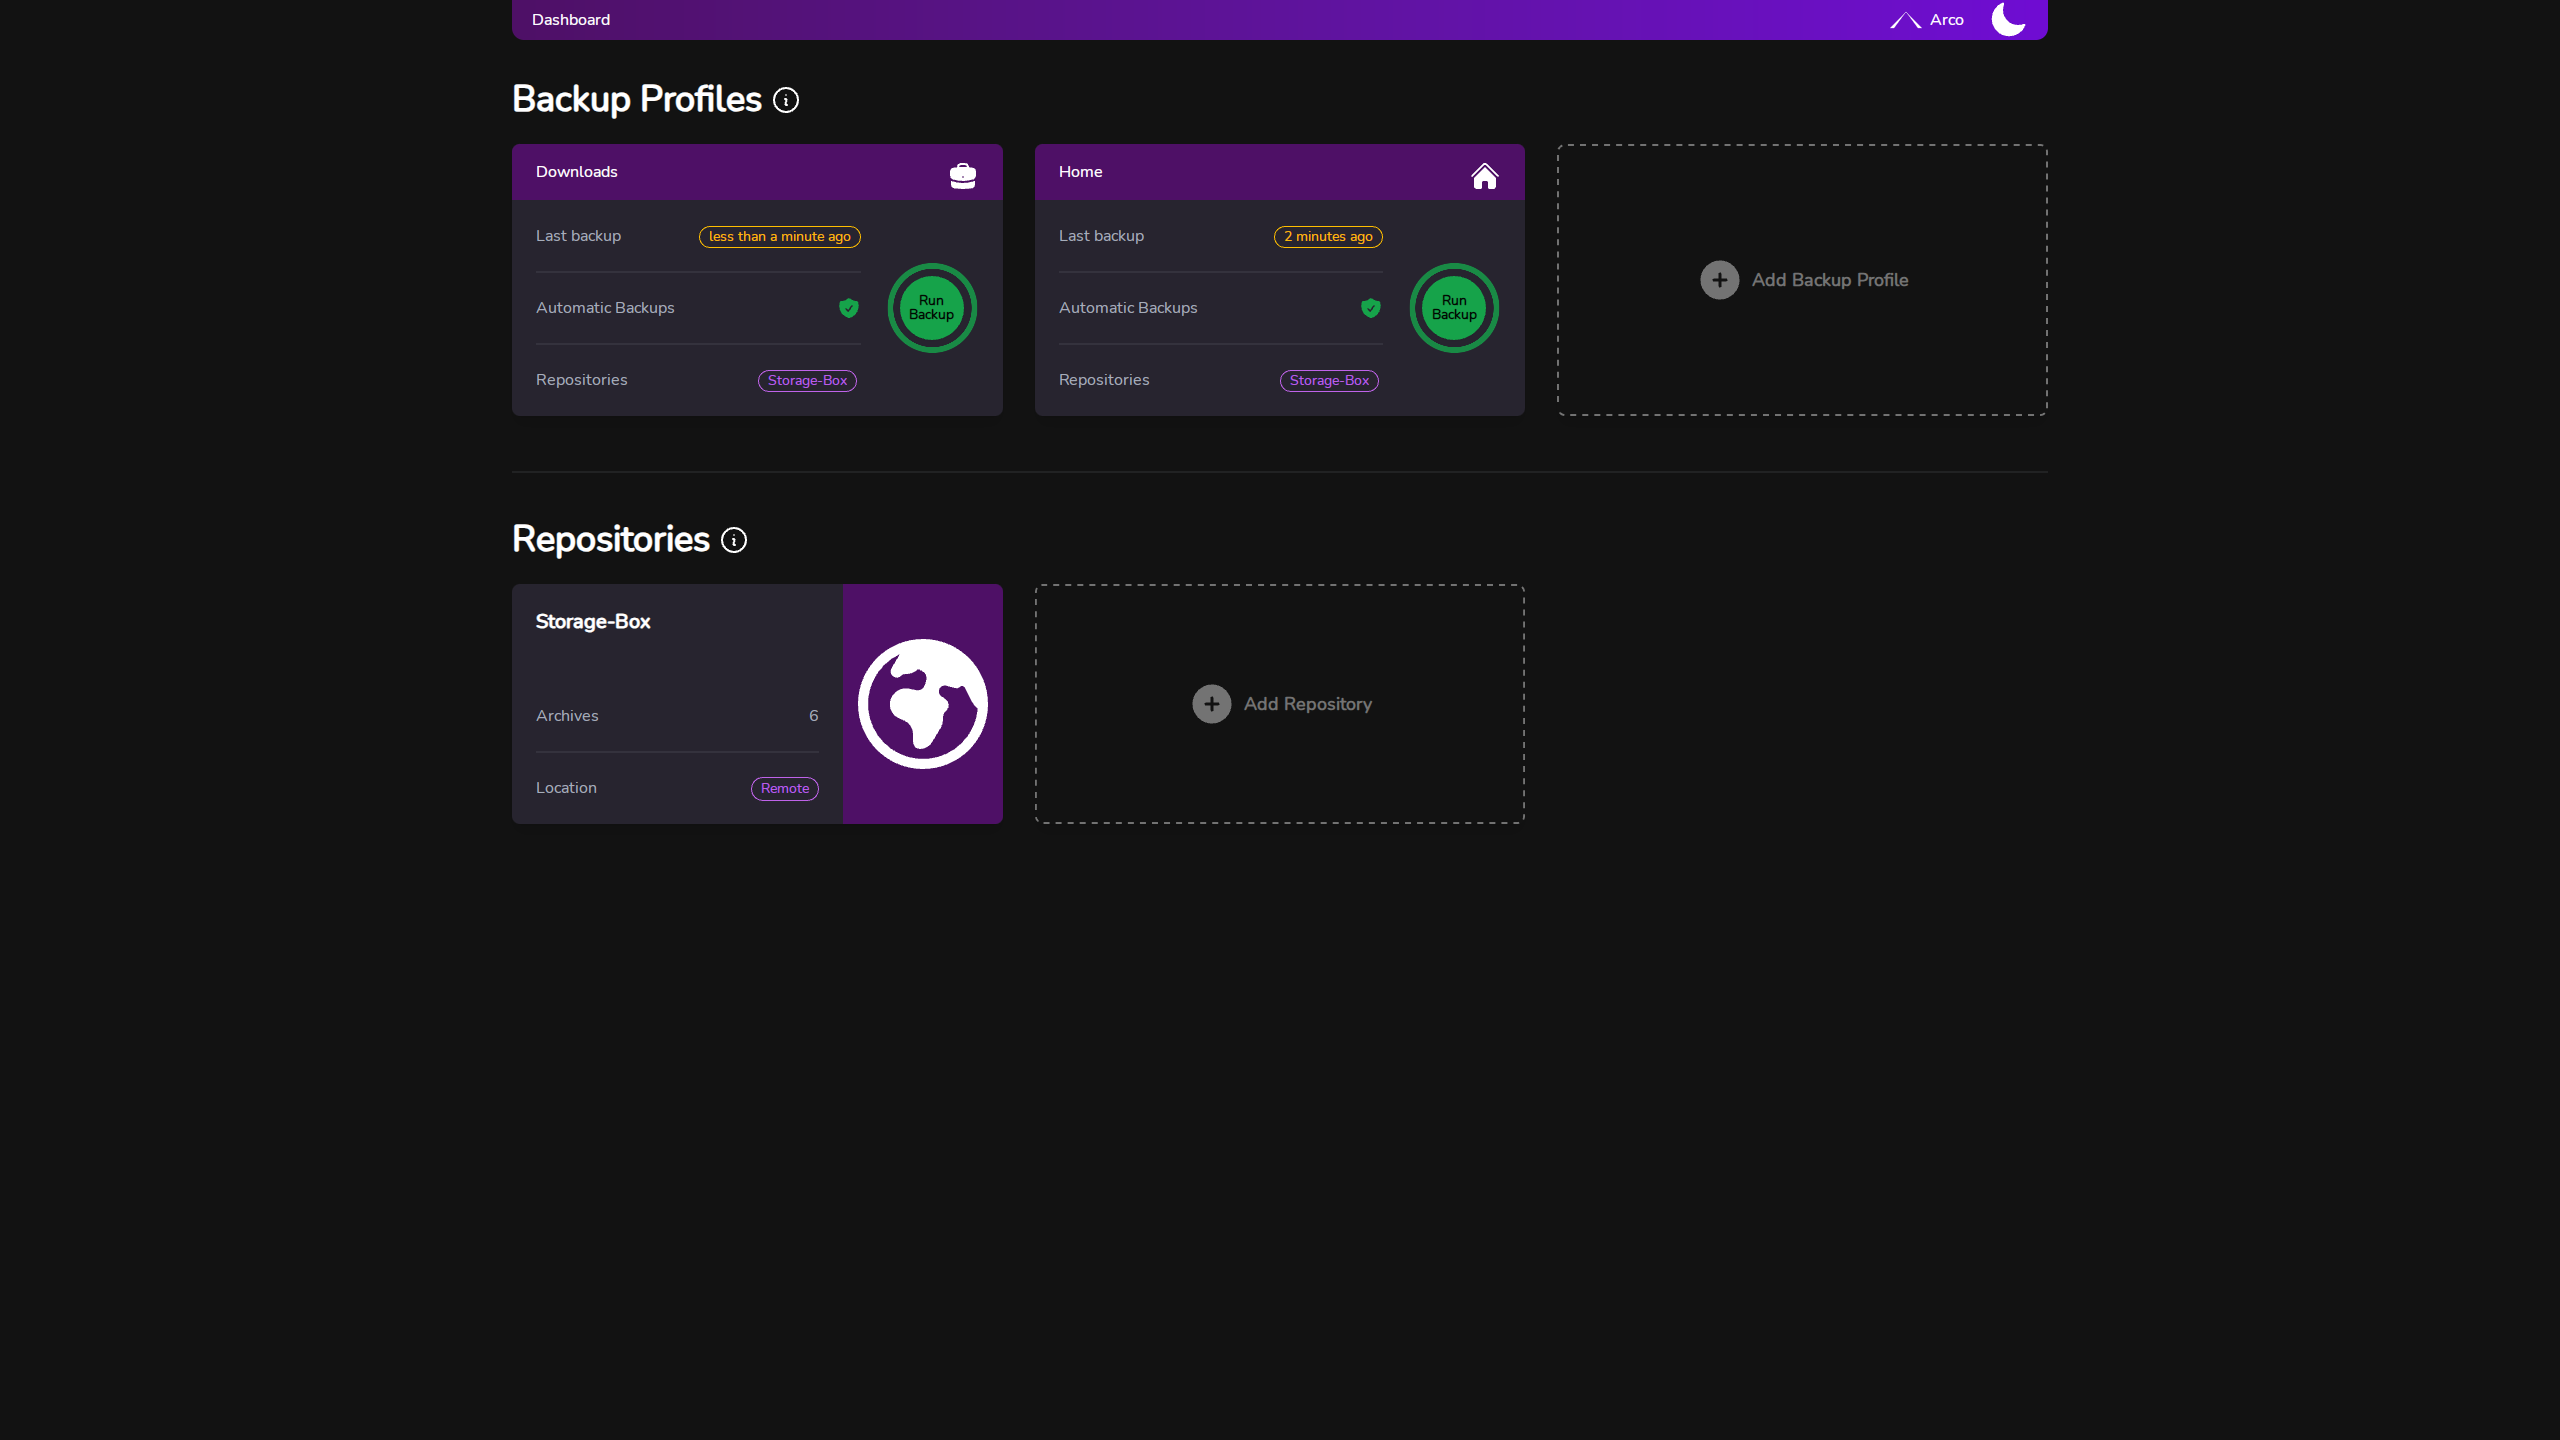 Dashboard
Arco
Backup Profiles
Downloads
Last backup less than a minute ago
Automatic Backups
Repositories Storage-Box
Run
Backup
Home
Last backup 2 minutes ago
Automatic Backups
Repositories Storage-Box
Run
Backup
Add Backup Profile
Repositories
Storage-Box
Archives 6
Location Remote
Add Repository